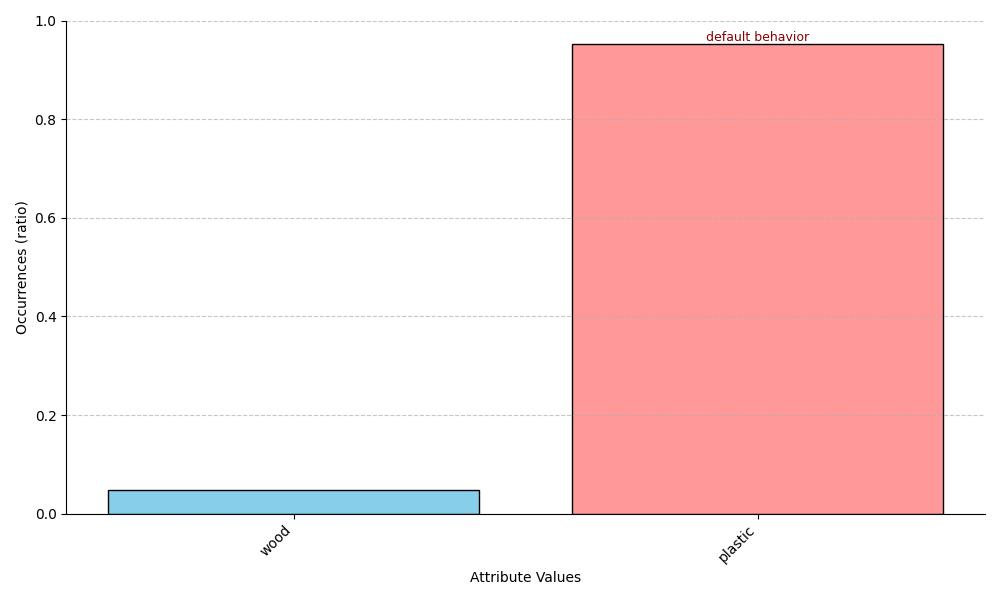 default behavior
1.0
0.8
0.6
0.4
0.2
0.0
Occurrences (ratio)
wood
plastic
Attribute Values